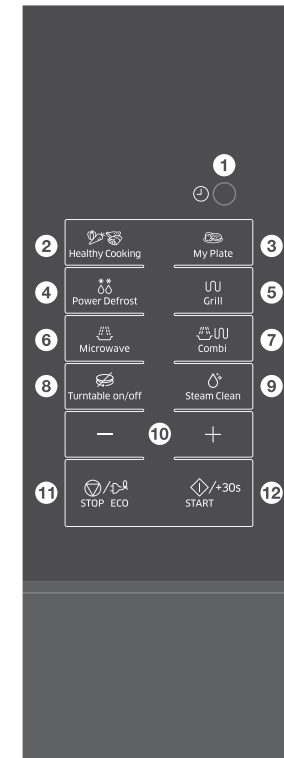 1
2 Healthy Cooking My Plate 3
4 Power Defrost Grill 5
6 Microwave Combi 7
8 Turntable on/off Steam Clean 9
− 10 +
11 / /+30s 12
STOP ECO START